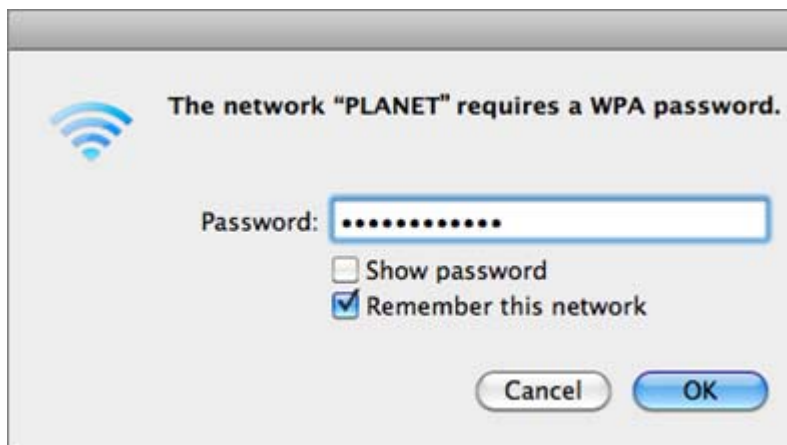 The network “PLANET” requires a WPA password.
Password: ••••••••••••
Show password
Remember this network
Cancel OK